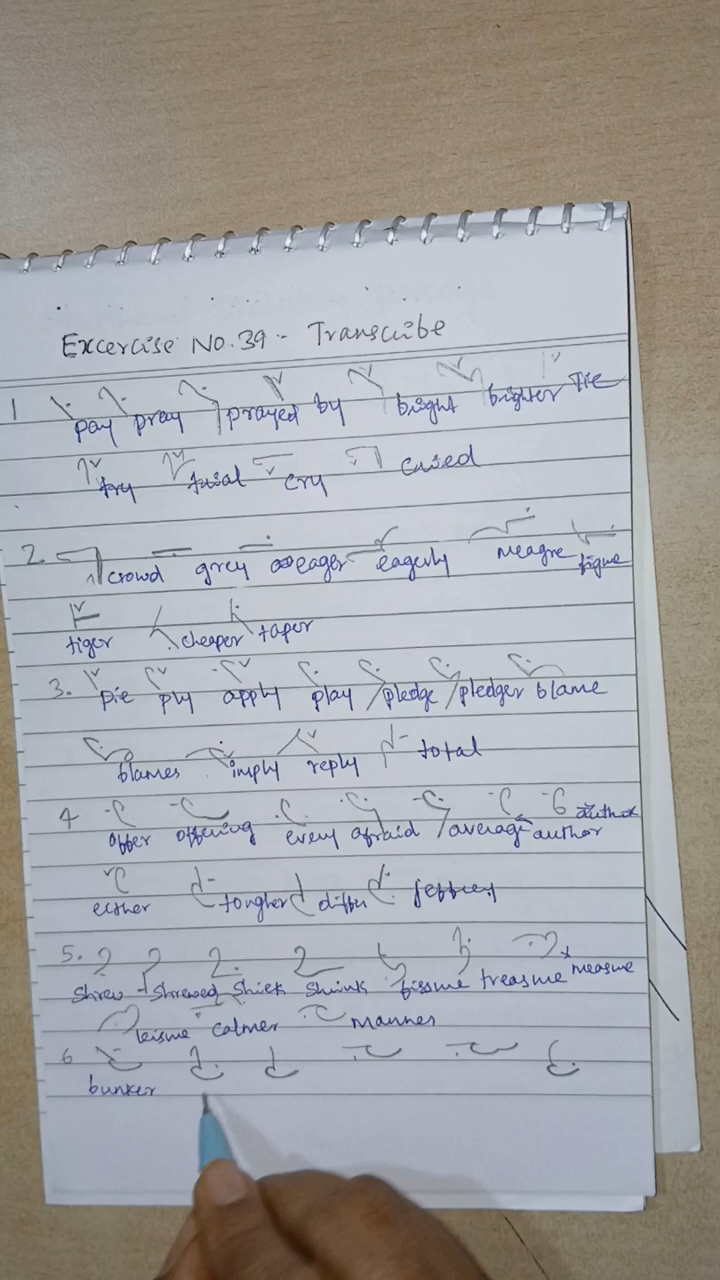 Excercise No. 39 - Transcribe
1 pay pray prayed by bright brighter Tie
try trial cry cried
2. crowd grey eager eagerly meagre figure
tiger cheaper taper
3. pie ply apply play pledge pledger blame
blames imply reply total
4 offer offering every afraid average author author
either tougher differ Jeffrey
5. Shrew Shrewed Shriek Shrink fissure treasure measure
leisure calmer manner
6 bunker